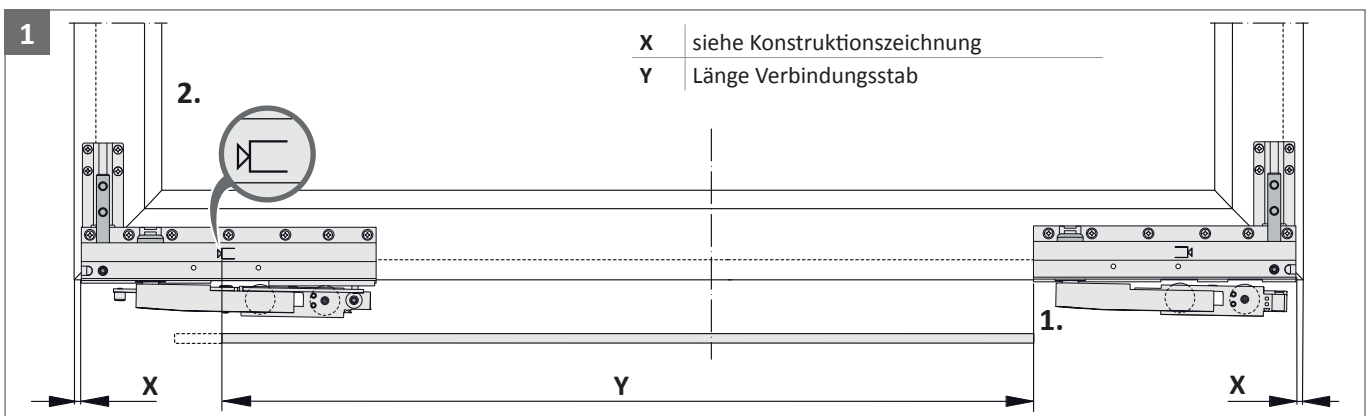 1
X siehe Konstruktionszeichnung
Y Länge Verbindungsstab
2.
1.
X Y X